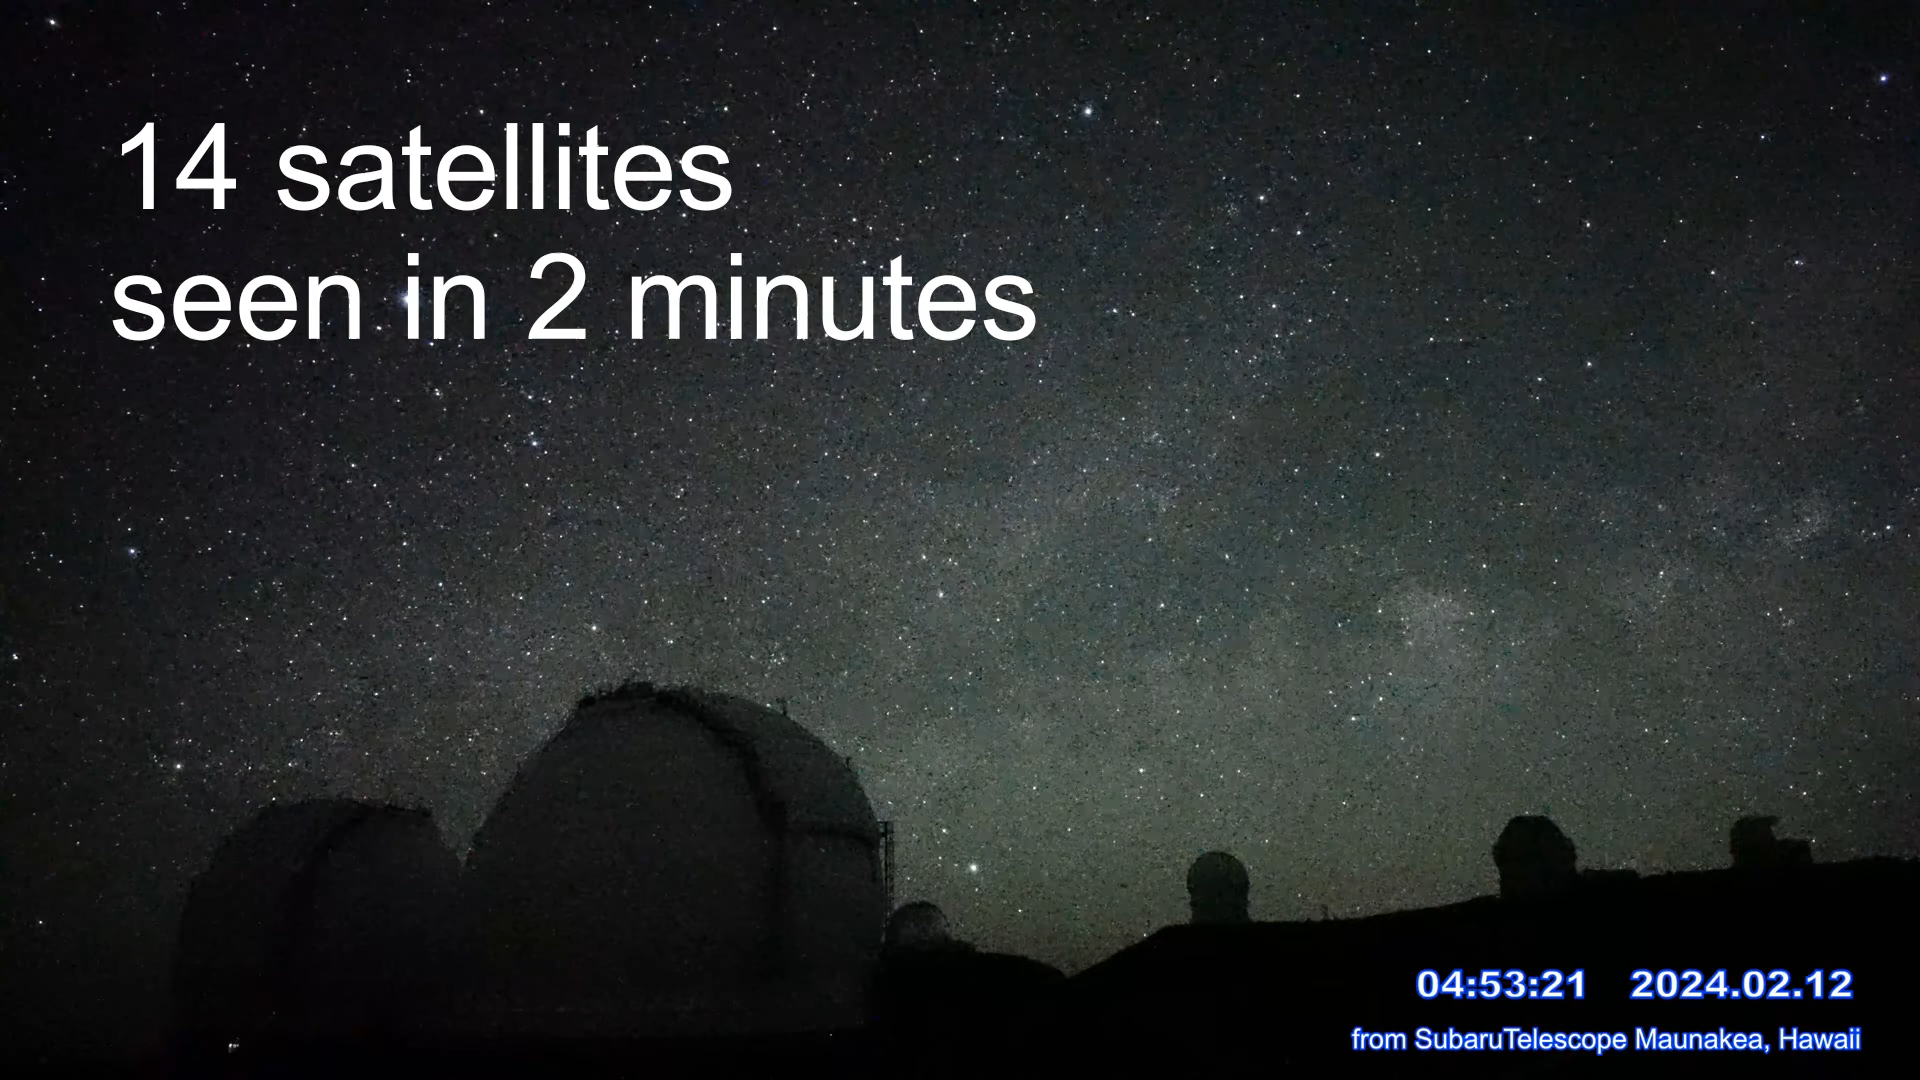 14 satellites
seen in 2 minutes
04:53:21 2024.02.12
from SubaruTelescope Maunakea, Hawaii